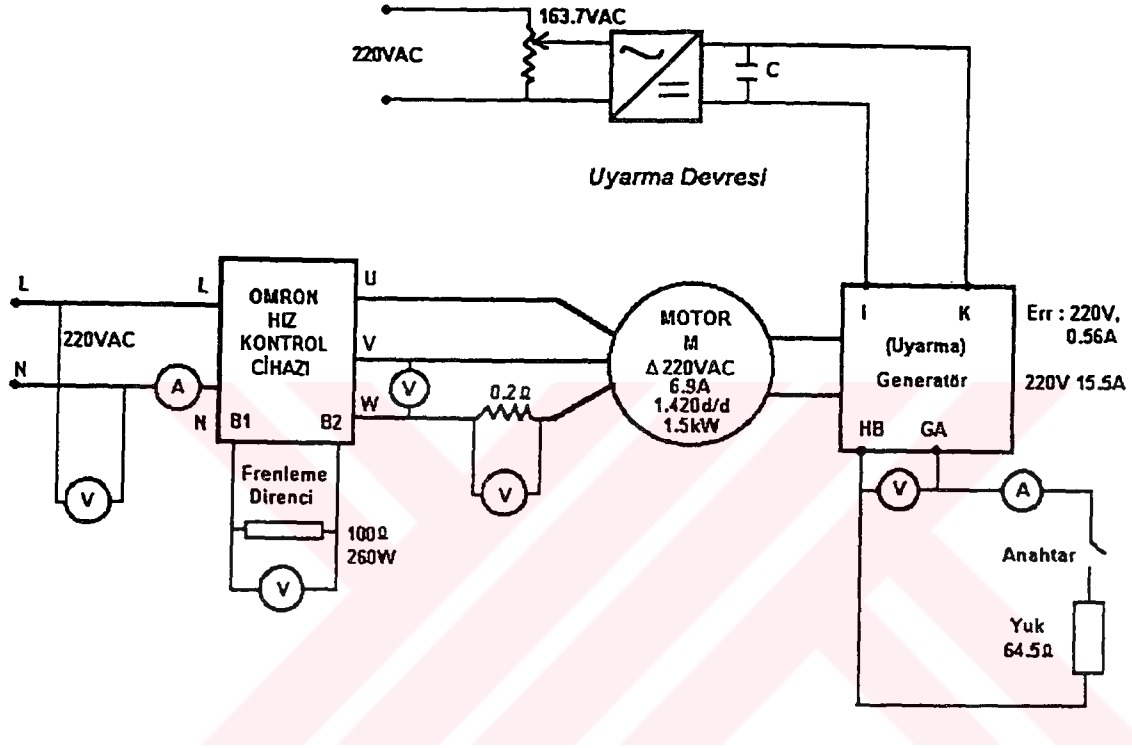 163.7VAC
220VAC
C
Uyarma Devresi
L
L
OMRON
HIZ
KONTROL
CİHAZI
U
V
W
220VAC
N
A
N
B1
B2
V
0.2Ω
V
V
Frenleme
Direnci
100Ω
260W
V
MOTOR
M
Δ 220VAC
6.9A
1.420d/d
1.5kW
I
K
(Uyarma)
Generatör
HB
GA
Err : 220V,
0.56A
220V 15.5A
V
A
Anahtar
Yuk
64.5Ω